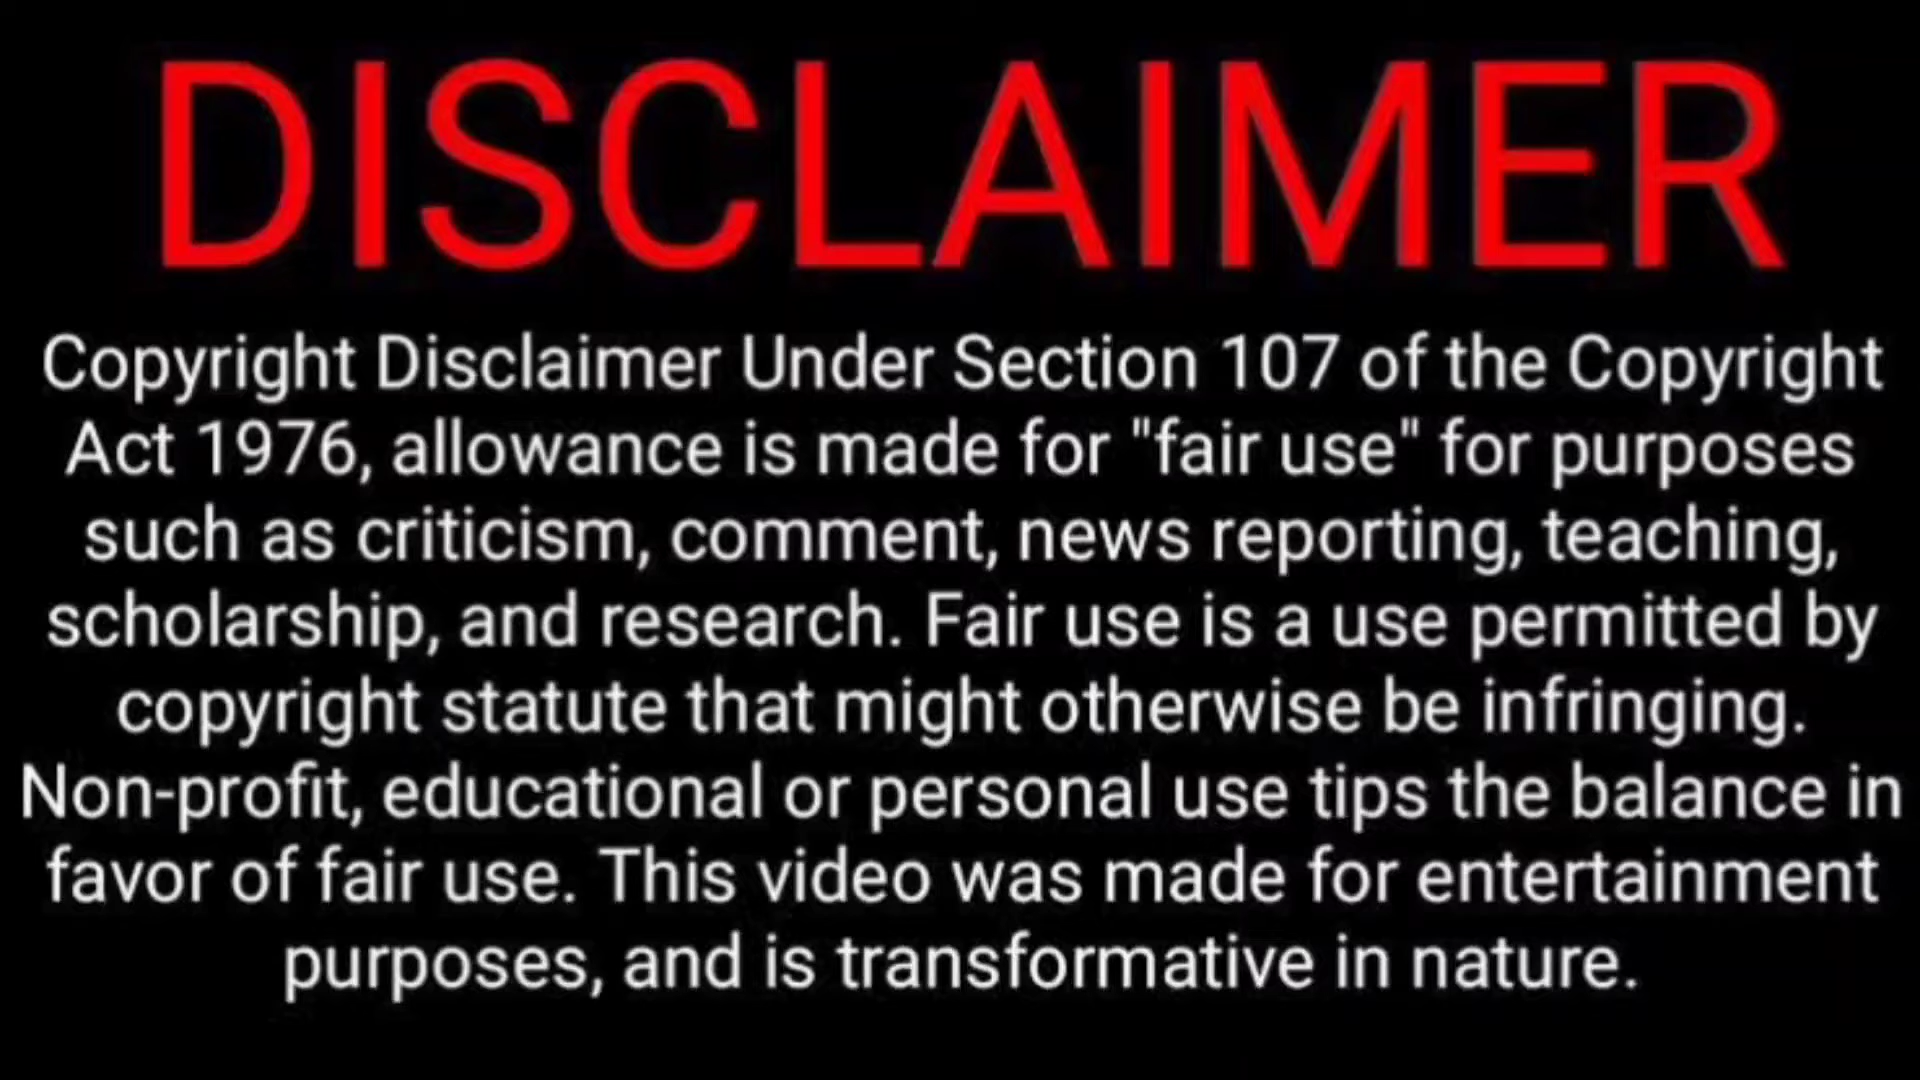 DISCLAIMER
Copyright Disclaimer Under Section 107 of the Copyright
Act 1976, allowance is made for "fair use" for purposes
such as criticism, comment, news reporting, teaching,
scholarship, and research. Fair use is a use permitted by
copyright statute that might otherwise be infringing.
Non-profit, educational or personal use tips the balance in
favor of fair use. This video was made for entertainment
purposes, and is transformative in nature.